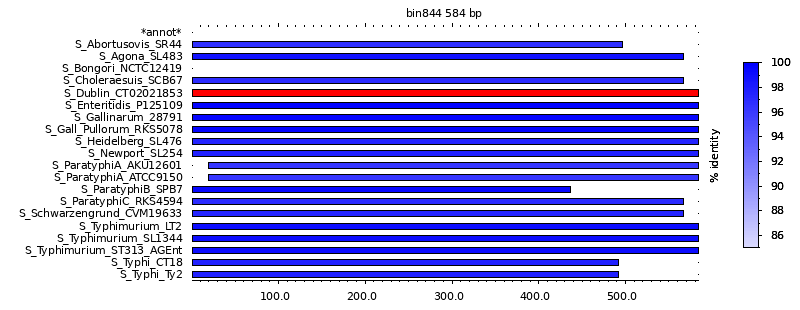 bin844 584 bp
*annot*
S_Abortusovis_SR44
S_Agona_SL483
S_Bongori_NCTC12419
S_Choleraesuis_SCB67
S_Dublin_CT02021853
S_Enteritidis_P125109
S_Gallinarum_28791
S_Gall_Pullorum_RKS5078
S_Heidelberg_SL476
S_Newport_SL254
S_ParatyphiA_AKU12601
S_ParatyphiA_ATCC9150
S_ParatyphiB_SPB7
S_ParatyphiC_RKS4594
S_Schwarzengrund_CVM19633
S_Typhimurium_LT2
S_Typhimurium_SL1344
S_Typhimurium_ST313_AGEnt
S_Typhi_CT18
S_Typhi_Ty2
100.0 200.0 300.0 400.0 500.0
% identity
100
98
96
94
92
90
88
86